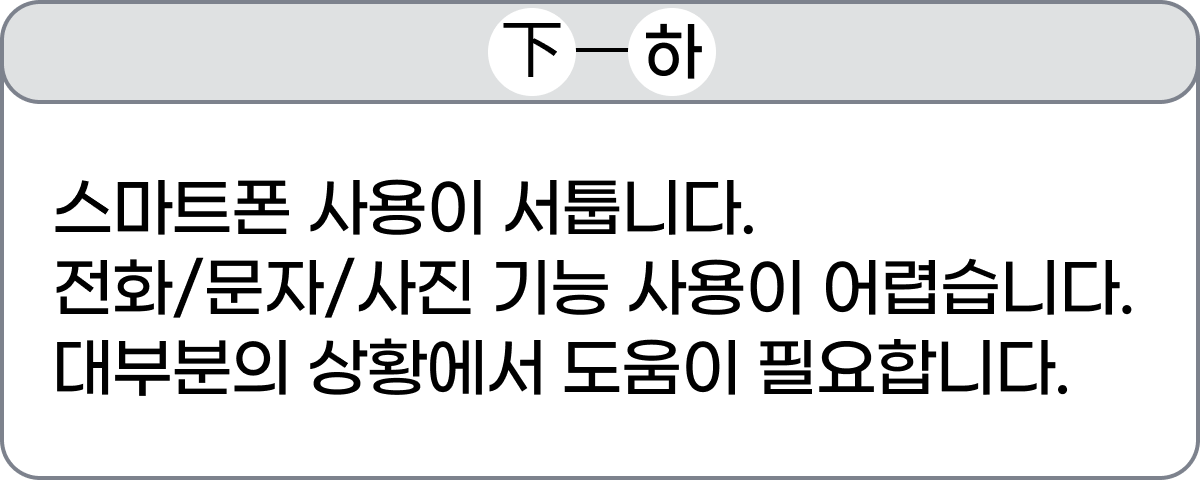 下—하
스마트폰 사용이 서툽니다.
전화/문자/사진 기능 사용이 어렵습니다.
대부분의 상황에서 도움이 필요합니다.